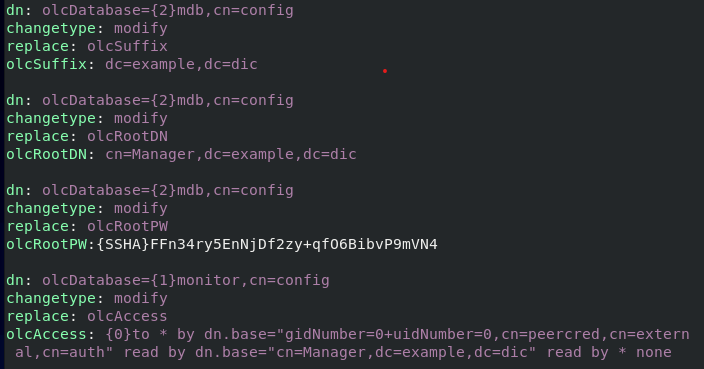 dn: olcDatabase={2}mdb,cn=config
changetype: modify
replace: olcSuffix
olcSuffix: dc=example,dc=dic
dn: olcDatabase={2}mdb,cn=config
changetype: modify
replace: olcRootDN
olcRootDN: cn=Manager,dc=example,dc=dic
dn: olcDatabase={2}mdb,cn=config
changetype: modify
replace: olcRootPW
olcRootPW:{SSHA}FFn34ry5EnNjDf2zy+qfO6BibvP9mVN4
dn: olcDatabase={1}monitor,cn=config
changetype: modify
replace: olcAccess
olcAccess: {0}to * by dn.base="gidNumber=0+uidNumber=0,cn=peercred,cn=extern
al,cn=auth" read by dn.base="cn=Manager,dc=example,dc=dic" read by * none